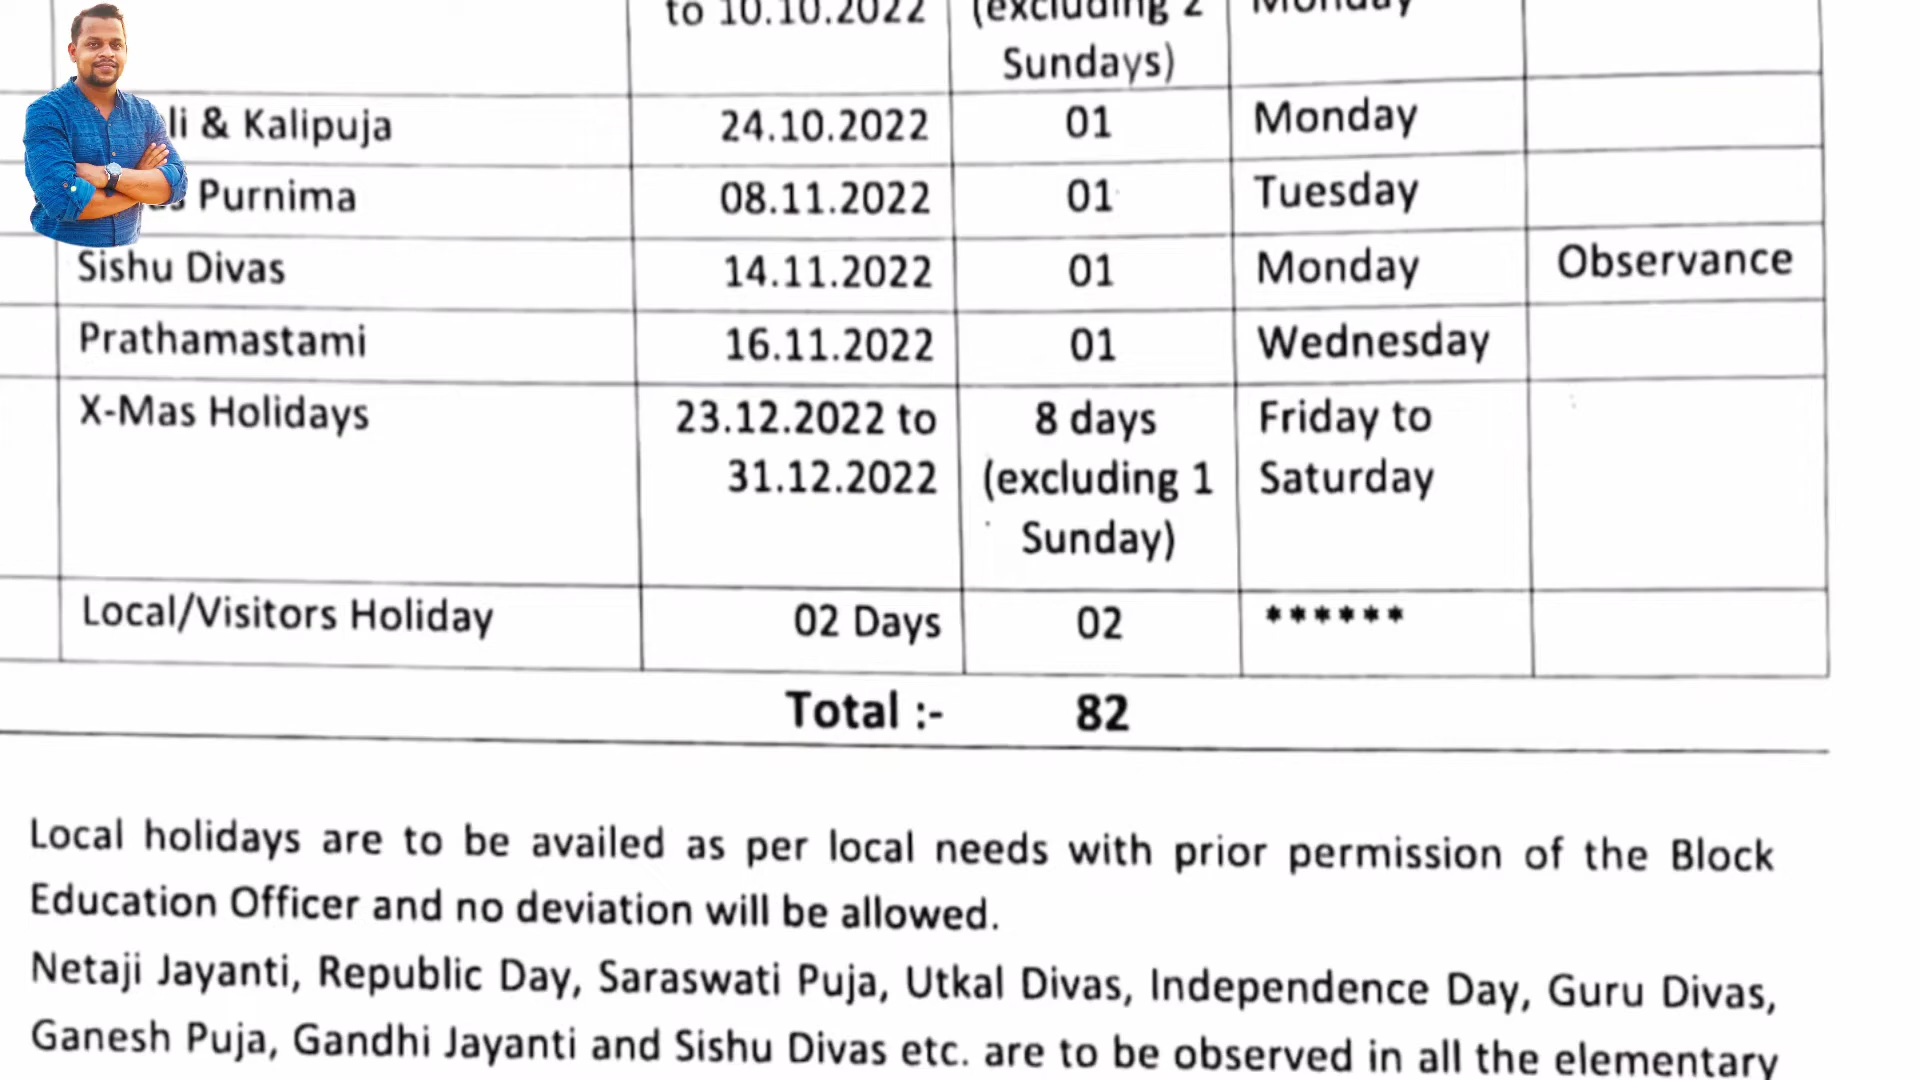 to 10.10.2022 (excluding 2 Monday
Sundays)
li & Kalipuja 24.10.2022 01 Monday
Purnima 08.11.2022 01 Tuesday
Sishu Divas 14.11.2022 01 Monday Observance
Prathamastami 16.11.2022 01 Wednesday
X-Mas Holidays 23.12.2022 to 8 days Friday to
31.12.2022 (excluding 1 Saturday
Sunday)
Local/Visitors Holiday 02 Days 02 ******
Total :- 82
Local holidays are to be availed as per local needs with prior permission of the Block
Education Officer and no deviation will be allowed.
Netaji Jayanti, Republic Day, Saraswati Puja, Utkal Divas, Independence Day, Guru Divas,
Ganesh Puja, Gandhi Jayanti and Sishu Divas etc. are to be observed in all the elementary